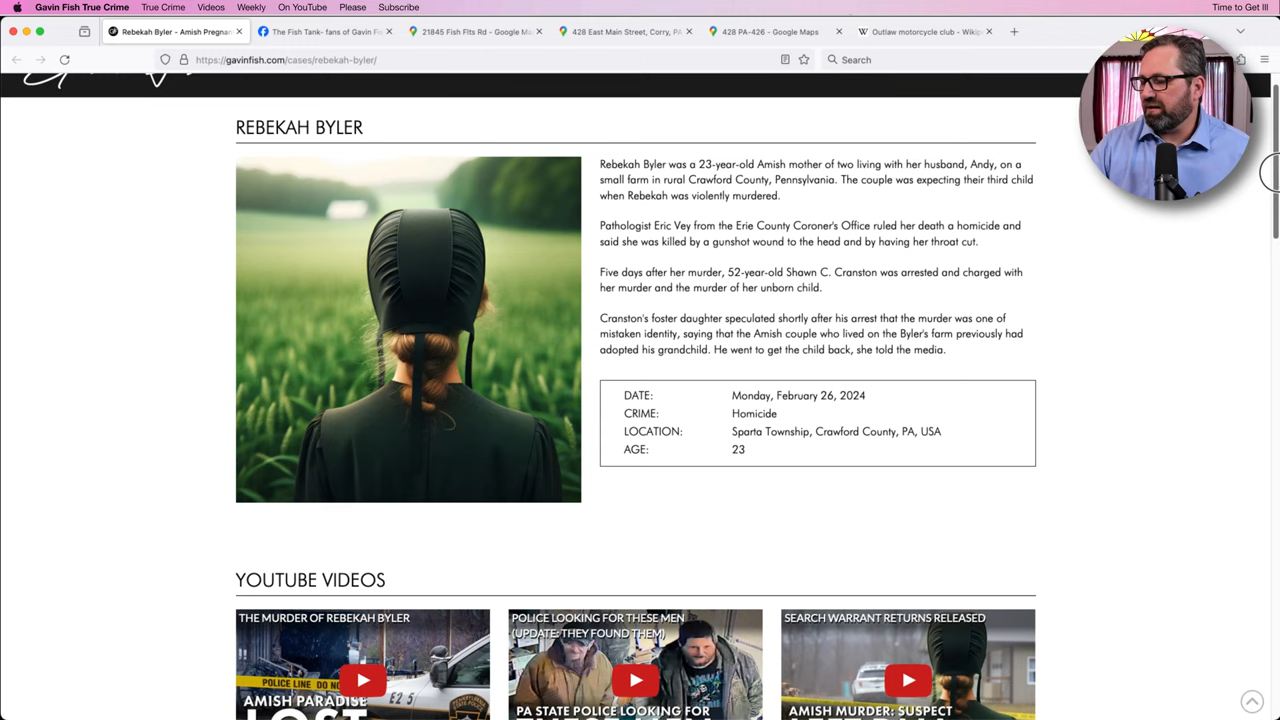 Gavin Fish True Crime True Crime Videos Weekly On YouTube Please Subscribe Time to Get Ill
Rebekah Byler - Amish Pregnan The Fish Tank- fans of Gavin Fis 21845 Fish Flts Rd - Google Ma 428 East Main Street, Corry, PA 428 PA-426 - Google Maps Outlaw motorcycle club - Wikip
https://gavinfish.com/cases/rebekah-byler/ Search
REBEKAH BYLER
Rebekah Byler was a 23-year-old Amish mother of two living with her husband, Andy, on a
small farm in rural Crawford County, Pennsylvania. The couple was expecting their third child
when Rebekah was violently murdered.
Pathologist Eric Vey from the Erie County Coroner's Office ruled her death a homicide and
said she was killed by a gunshot wound to the head and by having her throat cut.
Five days after her murder, 52-year-old Shawn C. Cranston was arrested and charged with
her murder and the murder of her unborn child.
Cranston's foster daughter speculated shortly after his arrest that the murder was one of
mistaken identity, saying that the Amish couple who lived on the Byler's farm previously had
adopted his grandchild. He went to get the child back, she told the media.
DATE: Monday, February 26, 2024
CRIME: Homicide
LOCATION: Sparta Township, Crawford County, PA, USA
AGE: 23
YOUTUBE VIDEOS
THE MURDER OF REBEKAH BYLER
POLICE LINE DO NO
E2 5
AMISH PARADISE
LOST
POLICE LOOKING FOR THESE MEN
(UPDATE: THEY FOUND THEM)
PA STATE POLICE LOOKING FOR
SEARCH WARRANT RETURNS RELEASED
AMISH MURDER: SUSPECT